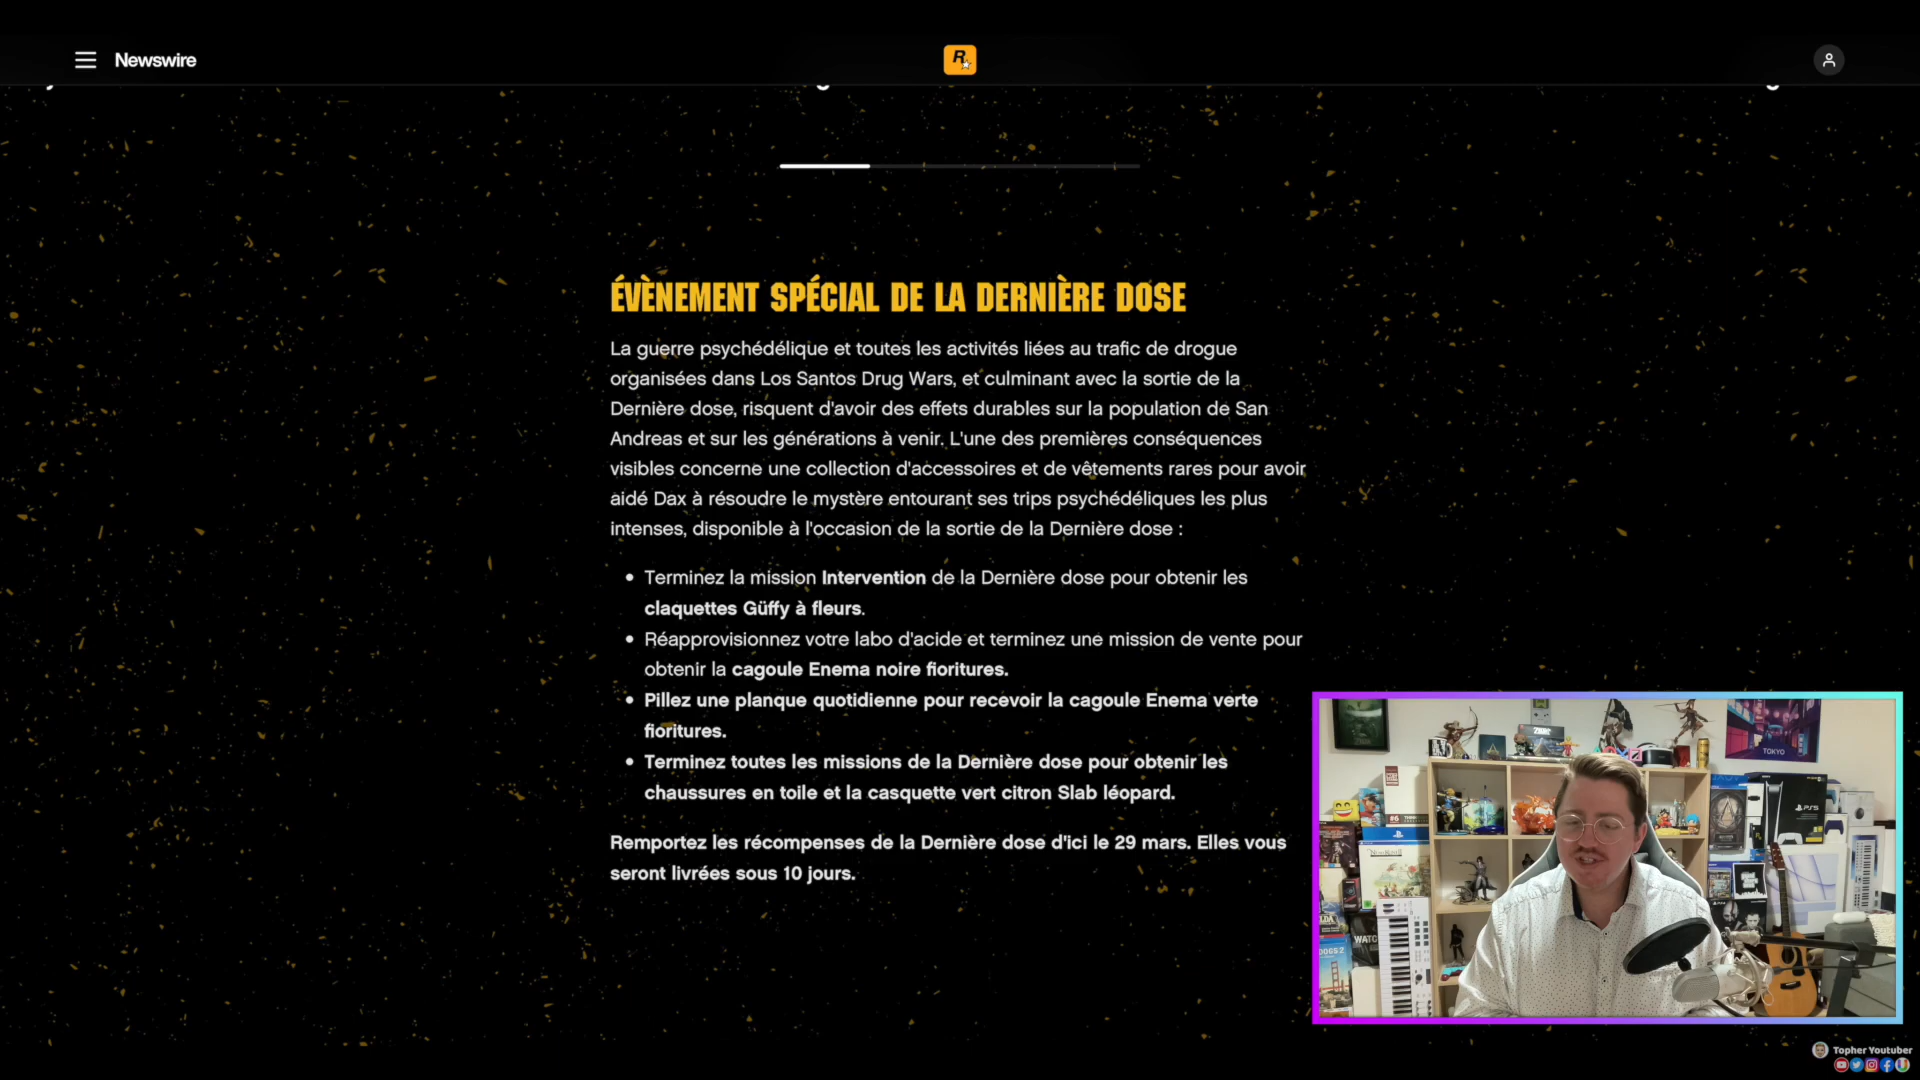 Newswire
R
ÉVÈNEMENT SPÉCIAL DE LA DERNIÈRE DOSE
La guerre psychédélique et toutes les activités liées au trafic de drogue
organisées dans Los Santos Drug Wars, et culminant avec la sortie de la
Dernière dose, risquent d'avoir des effets durables sur la population de San
Andreas et sur les générations à venir. L'une des premières conséquences
visibles concerne une collection d'accessoires et de vêtements rares pour avoir
aidé Dax à résoudre le mystère entourant ses trips psychédéliques les plus
intenses, disponible à l'occasion de la sortie de la Dernière dose :
• Terminez la mission Intervention de la Dernière dose pour obtenir les
claquettes Güffy à fleurs.
• Réapprovisionnez votre labo d'acide et terminez une mission de vente pour
obtenir la cagoule Enema noire fioritures.
• Pillez une planque quotidienne pour recevoir la cagoule Enema verte
fioritures.
• Terminez toutes les missions de la Dernière dose pour obtenir les
chaussures en toile et la casquette vert citron Slab léopard.
Remportez les récompenses de la Dernière dose d'ici le 29 mars. Elles vous
seront livrées sous 10 jours.
TOKYO
PS5
#6
WATC
DOGS 2
Topher Youtuber